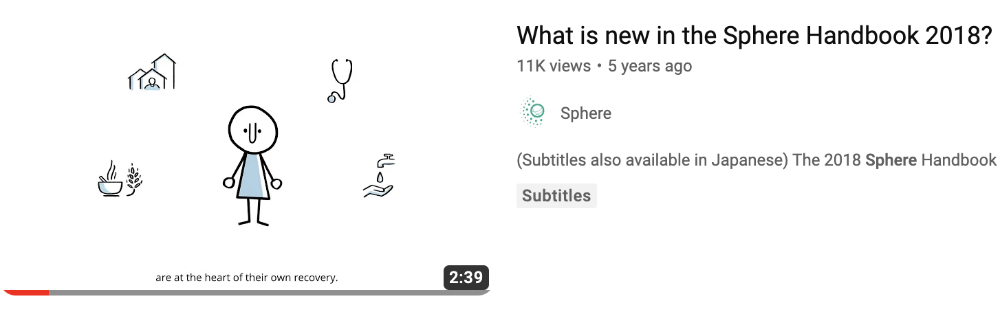 What is new in the Sphere Handbook 2018?
11K views • 5 years ago
Sphere
(Subtitles also available in Japanese) The 2018 Sphere Handbook
Subtitles
are at the heart of their own recovery.
2:39